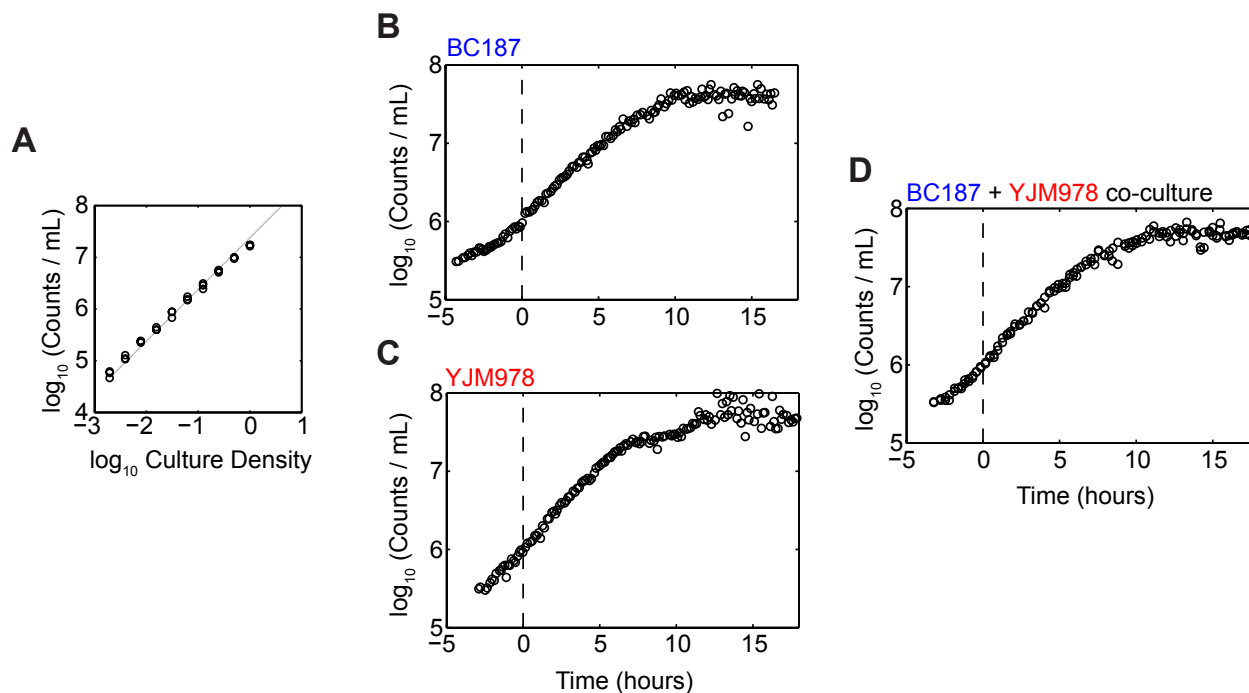 A
log10 (Counts / mL)
8
7
6
5
4
−3 −2 −1 0 1
log10 Culture Density
B
BC187
log10 (Counts / mL)
8
7
6
5
−5 0 5 10 15
C
YJM978
log10 (Counts / mL)
8
7
6
5
−5 0 5 10 15
Time (hours)
D
BC187 + YJM978 co-culture
log10 (Counts / mL)
8
7
6
5
−5 0 5 10 15
Time (hours)